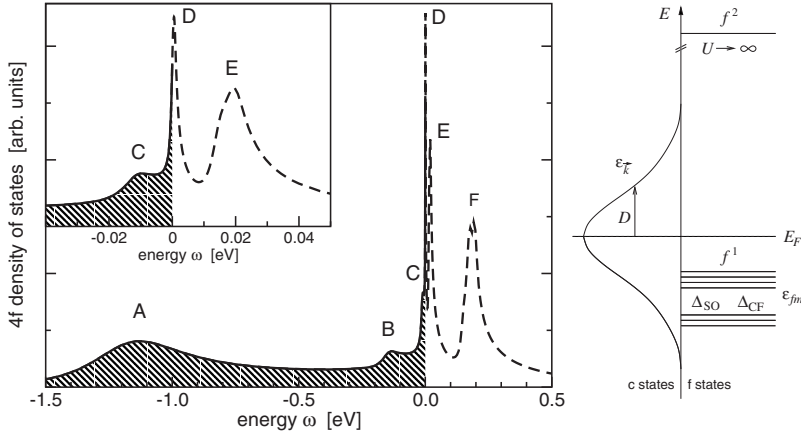 4f density of states [arb. units]
D
E
C
-0.02 0 0.02 0.04
energy ω [eV]
D
E
F
C
B
A
-1.5 -1.0 -0.5 0.0 0.5
energy ω [eV]
E
f²
U → ∞
ε_k⃗
D
E_F
f¹
ε_fm
Δ_SO Δ_CF
c states f states